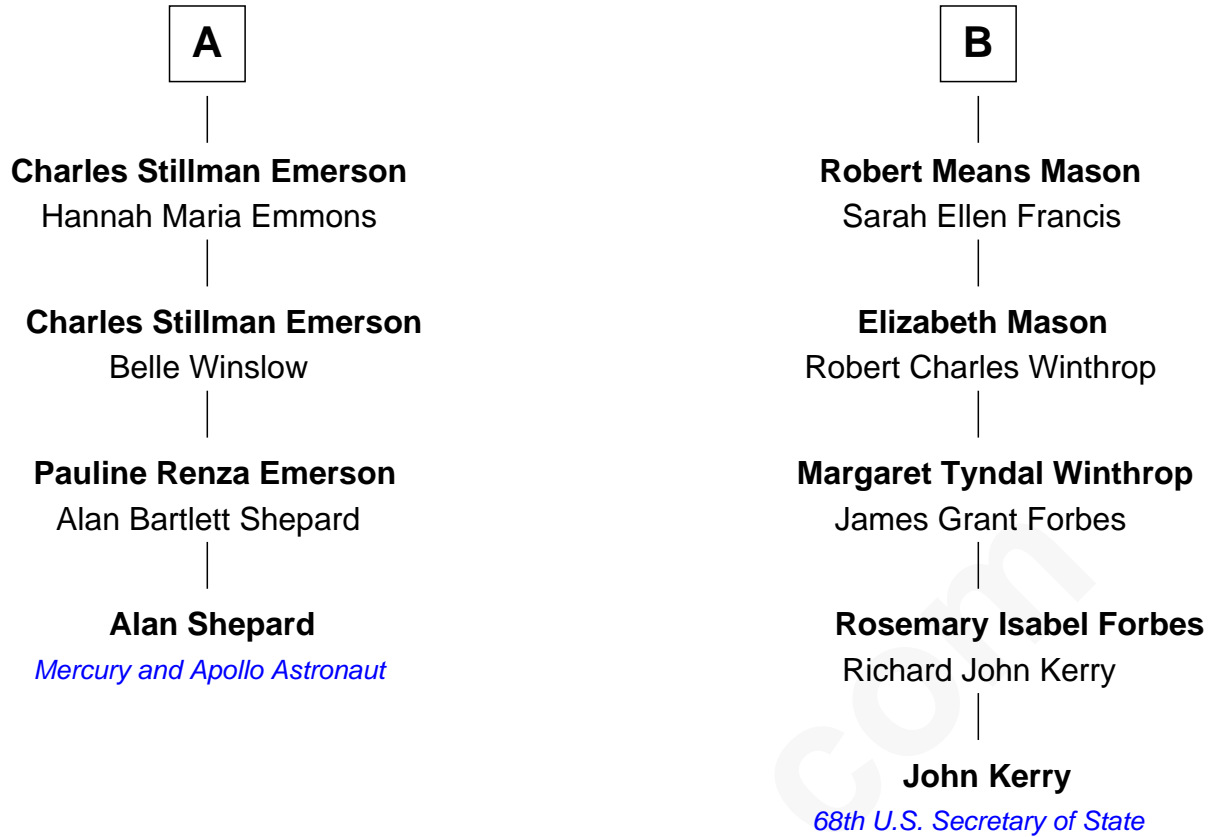 A
Charles Stillman Emerson
Hannah Maria Emmons
Charles Stillman Emerson
Belle Winslow
Pauline Renza Emerson
Alan Bartlett Shepard
Alan Shepard
Mercury and Apollo Astronaut
B
Robert Means Mason
Sarah Ellen Francis
Elizabeth Mason
Robert Charles Winthrop
Margaret Tyndal Winthrop
James Grant Forbes
Rosemary Isabel Forbes
Richard John Kerry
John Kerry
68th U.S. Secretary of State
com